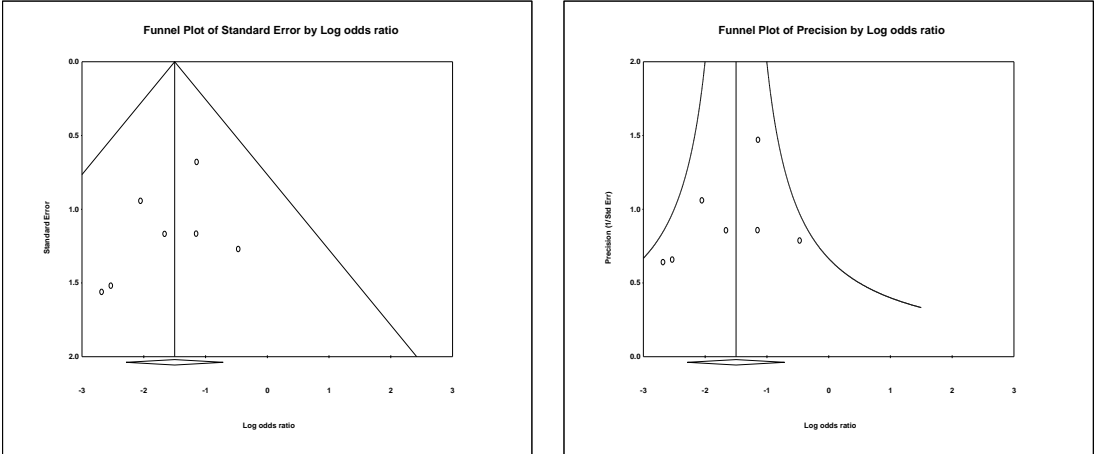 Funnel Plot of Standard Error by Log odds ratio
0.0
0.5
1.0
1.5
2.0
Standard Error
-3 -2 -1 0 1 2 3
Log odds ratio
Funnel Plot of Precision by Log odds ratio
2.0
1.5
1.0
0.5
0.0
Precision (1/Std Err)
-3 -2 -1 0 1 2 3
Log odds ratio